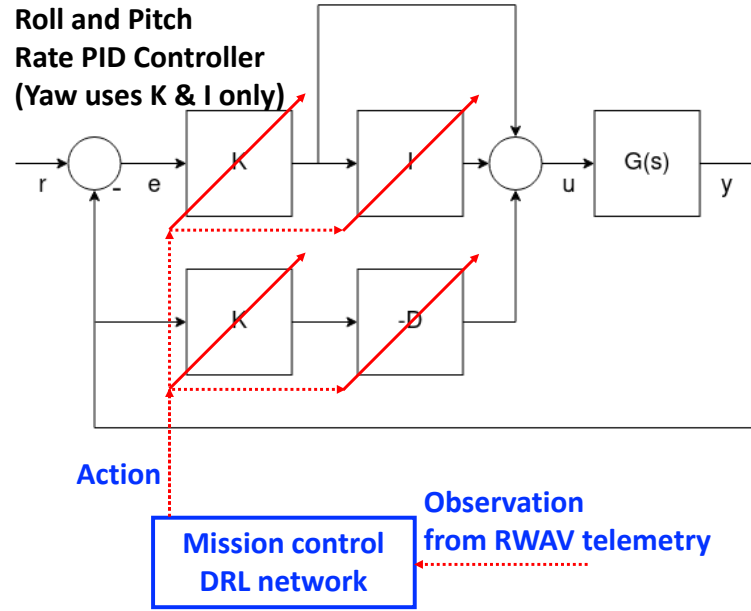 Roll and Pitch
Rate PID Controller
(Yaw uses K & I only)
K
I
G(s)
r
-
e
u
y
K
-D
Action
Observation
from RWAV telemetry
Mission control
DRL network